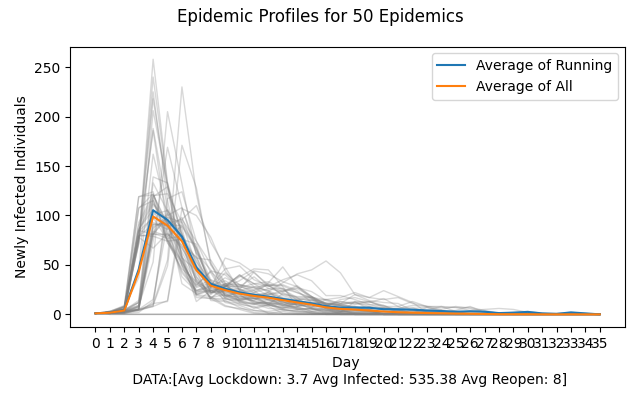 Epidemic Profiles for 50 Epidemics
Newly Infected Individuals
250
200
150
100
50
0
Average of Running
Average of All
0 1 2 3 4 5 6 7 8 9 10 11 12 13 14 15 16 17 18 19 20 21 22 23 24 25 26 27 28 29 30 31 32 33 34 35
Day
DATA:[Avg Lockdown: 3.7 Avg Infected: 535.38 Avg Reopen: 8]